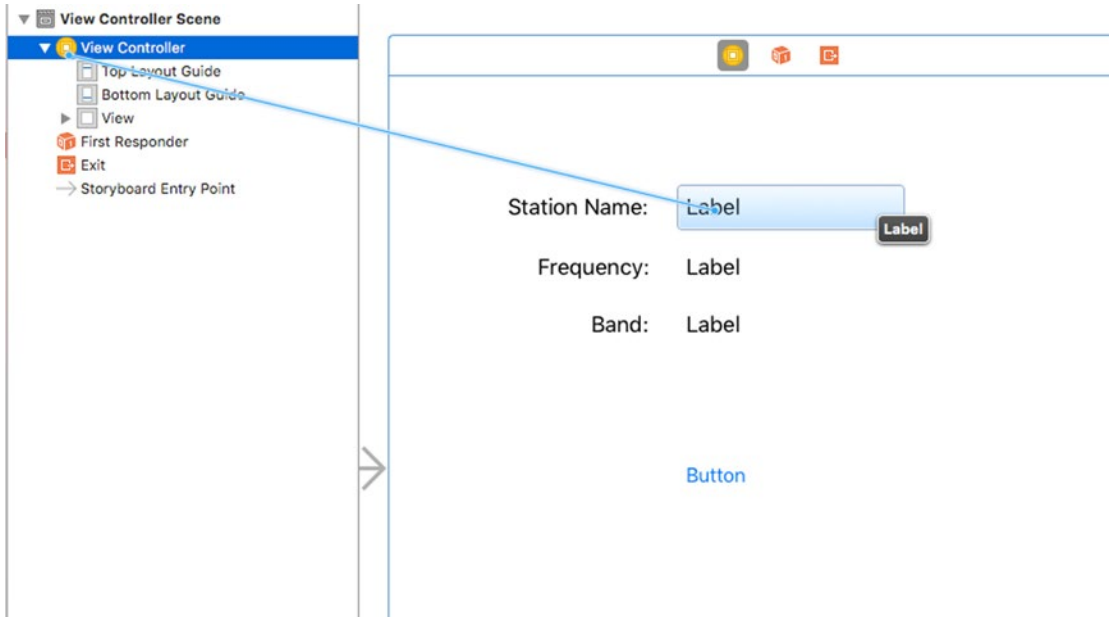 View Controller Scene
View Controller
Top Layout Guide
Bottom Layout Guide
View
First Responder
Exit
Storyboard Entry Point
Station Name: Label
Label
Frequency: Label
Band: Label
Button